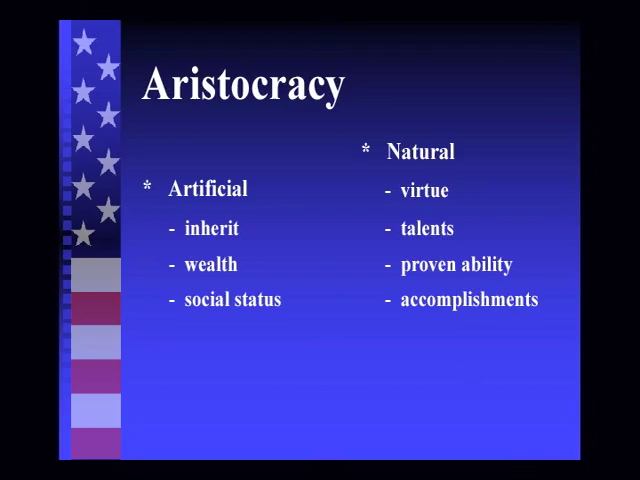 Aristocracy
* Artificial
- inherit
- wealth
- social status
* Natural
- virtue
- talents
- proven ability
- accomplishments